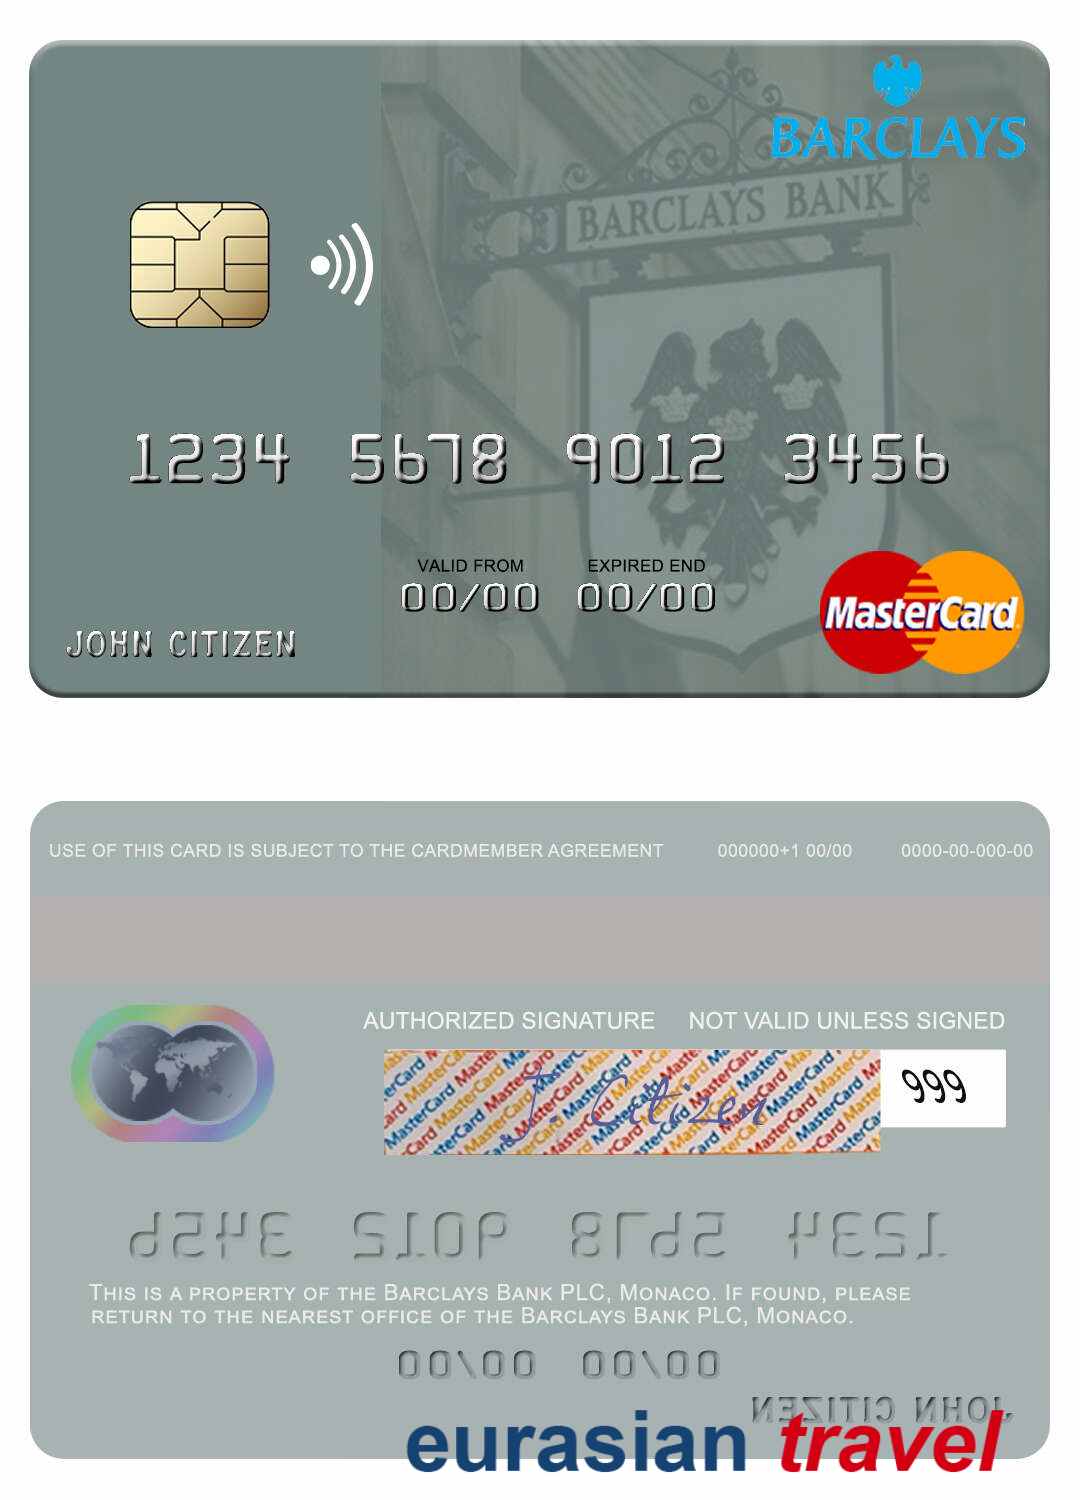 BARCLAYS
BARCLAYS BANK
1234 5678 9012 3456
VALID FROM EXPIRED END
00/00 00/00
MasterCard
JOHN CITIZEN
USE OF THIS CARD IS SUBJECT TO THE CARDMEMBER AGREEMENT 000000+1 00/00 0000-00-000-00
AUTHORIZED SIGNATURE NOT VALID UNLESS SIGNED
J. Citizen
999
1234 5678 9012 3456
THIS IS A PROPERTY OF THE BARCLAYS BANK PLC, MONACO. IF FOUND, PLEASE
RETURN TO THE NEAREST OFFICE OF THE BARCLAYS BANK PLC, MONACO.
00/00 00/00
JOHN CITIZEN
eurasian travel